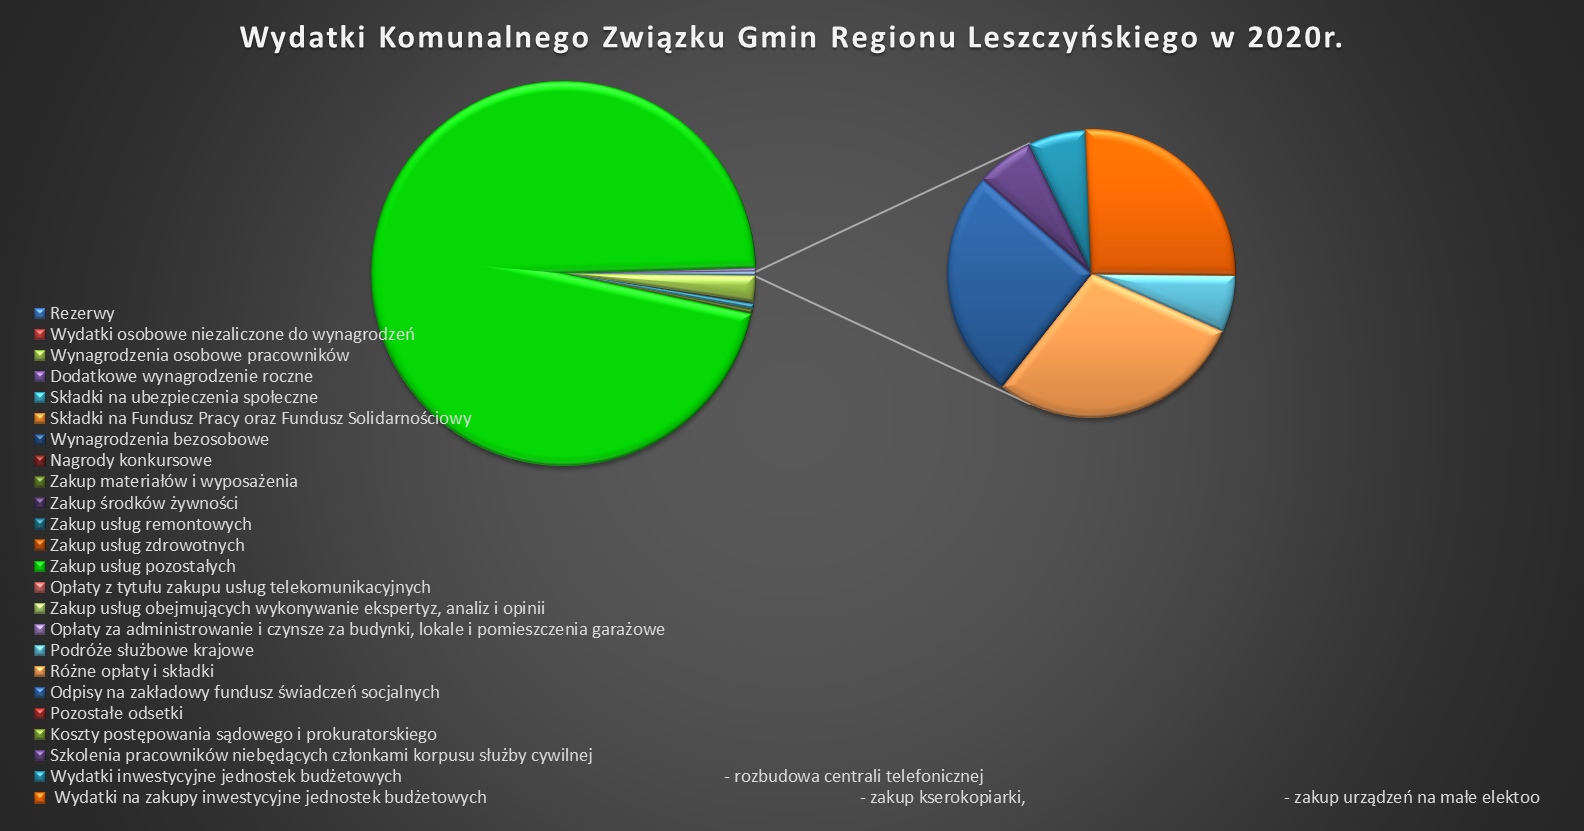 Wydatki Komunalnego Związku Gmin Regionu Leszczyńskiego w 2020r.
Rezerwy
Wydatki osobowe niezaliczone do wynagrodzeń
Wynagrodzenia osobowe pracowników
Dodatkowe wynagrodzenie roczne
Składki na ubezpieczenia społeczne
Składki na Fundusz Pracy oraz Fundusz Solidarnościowy
Wynagrodzenia bezosobowe
Nagrody konkursowe
Zakup materiałów i wyposażenia
Zakup środków żywności
Zakup usług remontowych
Zakup usług zdrowotnych
Zakup usług pozostałych
Opłaty z tytułu zakupu usług telekomunikacyjnych
Zakup usług obejmujących wykonywanie ekspertyz, analiz i opinii
Opłaty za administrowanie i czynsze za budynki, lokale i pomieszczenia garażowe
Podróże służbowe krajowe
Różne opłaty i składki
Odpisy na zakładowy fundusz świadczeń socjalnych
Pozostałe odsetki
Koszty postępowania sądowego i prokuratorskiego
Szkolenia pracowników niebędących członkami korpusu służby cywilnej
Wydatki inwestycyjne jednostek budżetowych - rozbudowa centrali telefonicznej
Wydatki na zakupy inwestycyjne jednostek budżetowych - zakup kserokopiarki, - zakup urządzeń na małe elektoo